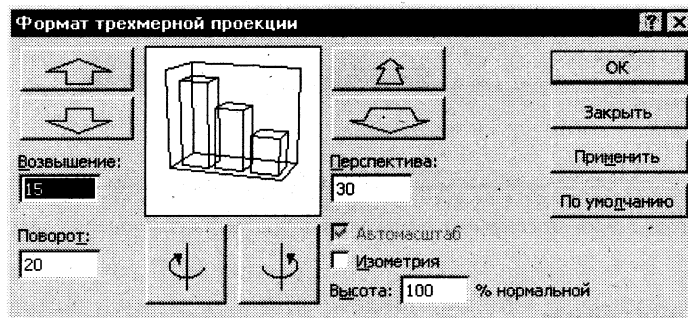 Формат трехмерной проекции
Возвышение:
15
Поворот:
20
Перспектива:
30
Автомасштаб
Изометрия
Высота: 100 % нормальной
OK
Закрыть
Применить
По умолчанию